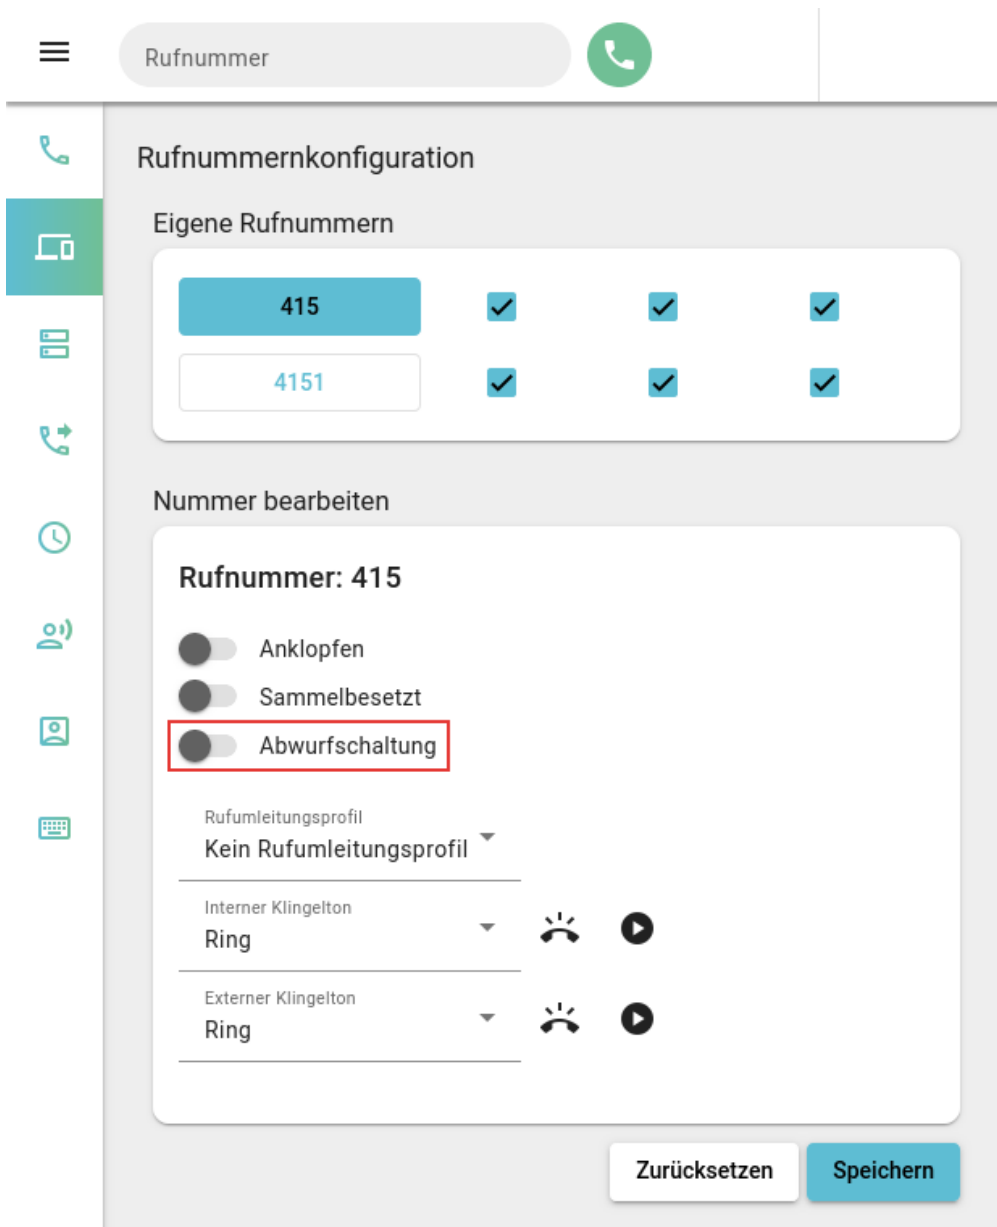 Rufnummer
Rufnummernkonfiguration
Eigene Rufnummern
415
4151
Nummer bearbeiten
Rufnummer: 415
Anklopfen
Sammelbesetzt
Abwurfschaltung
Rufumleitungsprofil
Kein Rufumleitungsprofil
Interner Klingelton
Ring
Externer Klingelton
Ring
Zurücksetzen Speichern